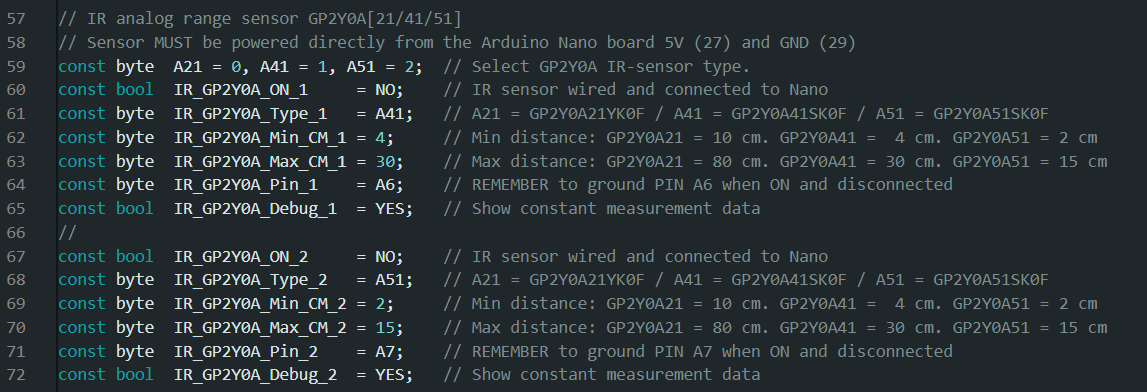 57 // IR analog range sensor GP2Y0A[21/41/51]
58 // Sensor MUST be powered directly from the Arduino Nano board 5V (27) and GND (29)
59 const byte  A21 = 0, A41 = 1, A51 = 2;  // Select GP2Y0A IR-sensor type.
60 const bool  IR_GP2Y0A_ON_1     = NO;    // IR sensor wired and connected to Nano
61 const byte  IR_GP2Y0A_Type_1   = A41;   // A21 = GP2Y0A21YK0F / A41 = GP2Y0A41SK0F / A51 = GP2Y0A51SK0F
62 const byte  IR_GP2Y0A_Min_CM_1 = 4;     // Min distance: GP2Y0A21 = 10 cm. GP2Y0A41 =  4 cm. GP2Y0A51 = 2 cm
63 const byte  IR_GP2Y0A_Max_CM_1 = 30;    // Max distance: GP2Y0A21 = 80 cm. GP2Y0A41 = 30 cm. GP2Y0A51 = 15 cm
64 const byte  IR_GP2Y0A_Pin_1    = A6;    // REMEMBER to ground PIN A6 when ON and disconnected
65 const bool  IR_GP2Y0A_Debug_1  = YES;   // Show constant measurement data
66 //
67 const bool  IR_GP2Y0A_ON_2     = NO;    // IR sensor wired and connected to Nano
68 const byte  IR_GP2Y0A_Type_2   = A51;   // A21 = GP2Y0A21YK0F / A41 = GP2Y0A41SK0F / A51 = GP2Y0A51SK0F
69 const byte  IR_GP2Y0A_Min_CM_2 = 2;     // Min distance: GP2Y0A21 = 10 cm. GP2Y0A41 =  4 cm. GP2Y0A51 = 2 cm
70 const byte  IR_GP2Y0A_Max_CM_2 = 15;    // Max distance: GP2Y0A21 = 80 cm. GP2Y0A41 = 30 cm. GP2Y0A51 = 15 cm
71 const byte  IR_GP2Y0A_Pin_2    = A7;    // REMEMBER to ground PIN A7 when ON and disconnected
72 const bool  IR_GP2Y0A_Debug_2  = YES;   // Show constant measurement data